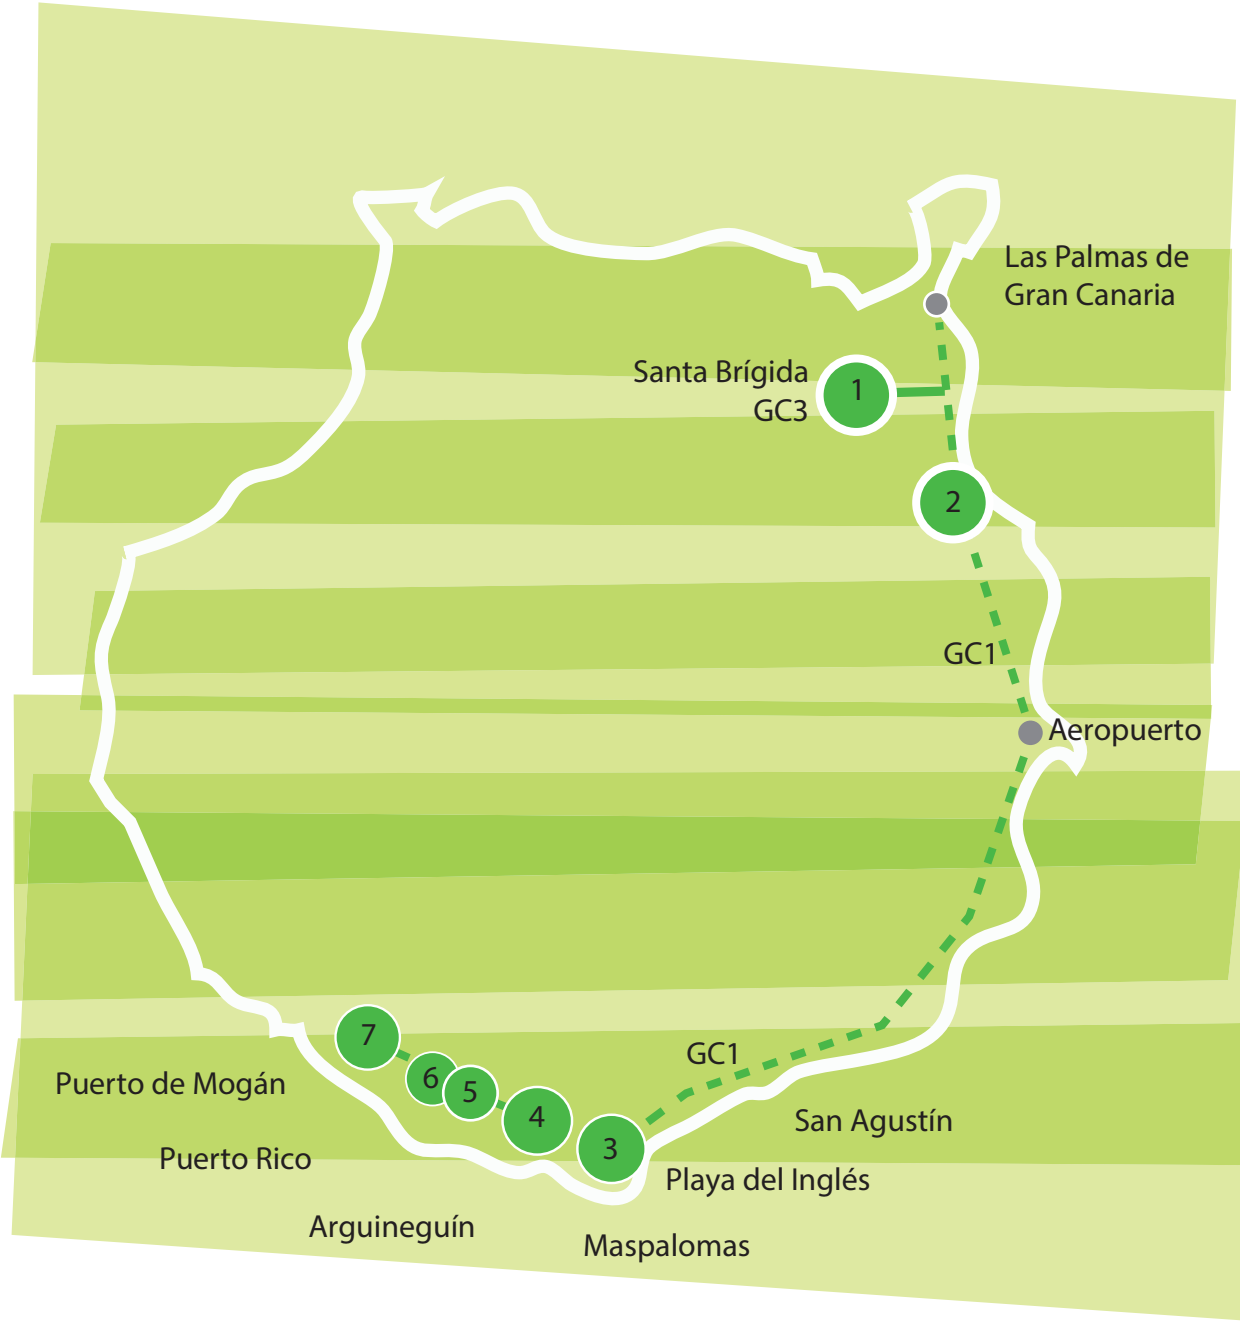 Las Palmas de
Gran Canaria
Santa Brígida
GC3
1
2
GC1
Aeropuerto
7
6
5
4
3
GC1
Puerto de Mogán
San Agustín
Puerto Rico
Playa del Inglés
Arguineguín
Maspalomas